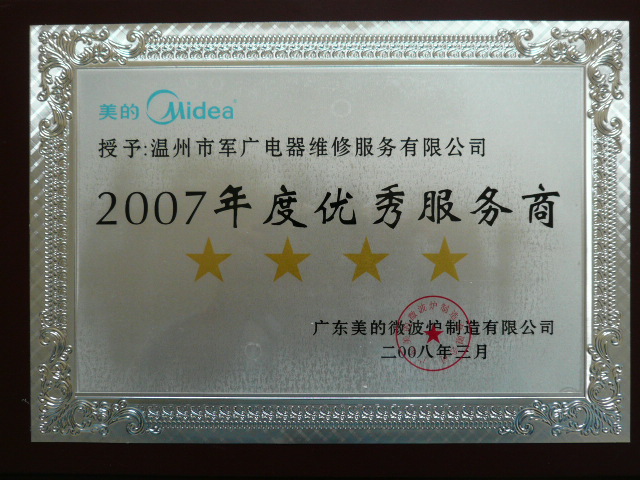 美的 Midea
授予:温州市军广电器维修服务有限公司
2007年度优秀服务商
广东美的微波炉制造有限公司
二00八年三月